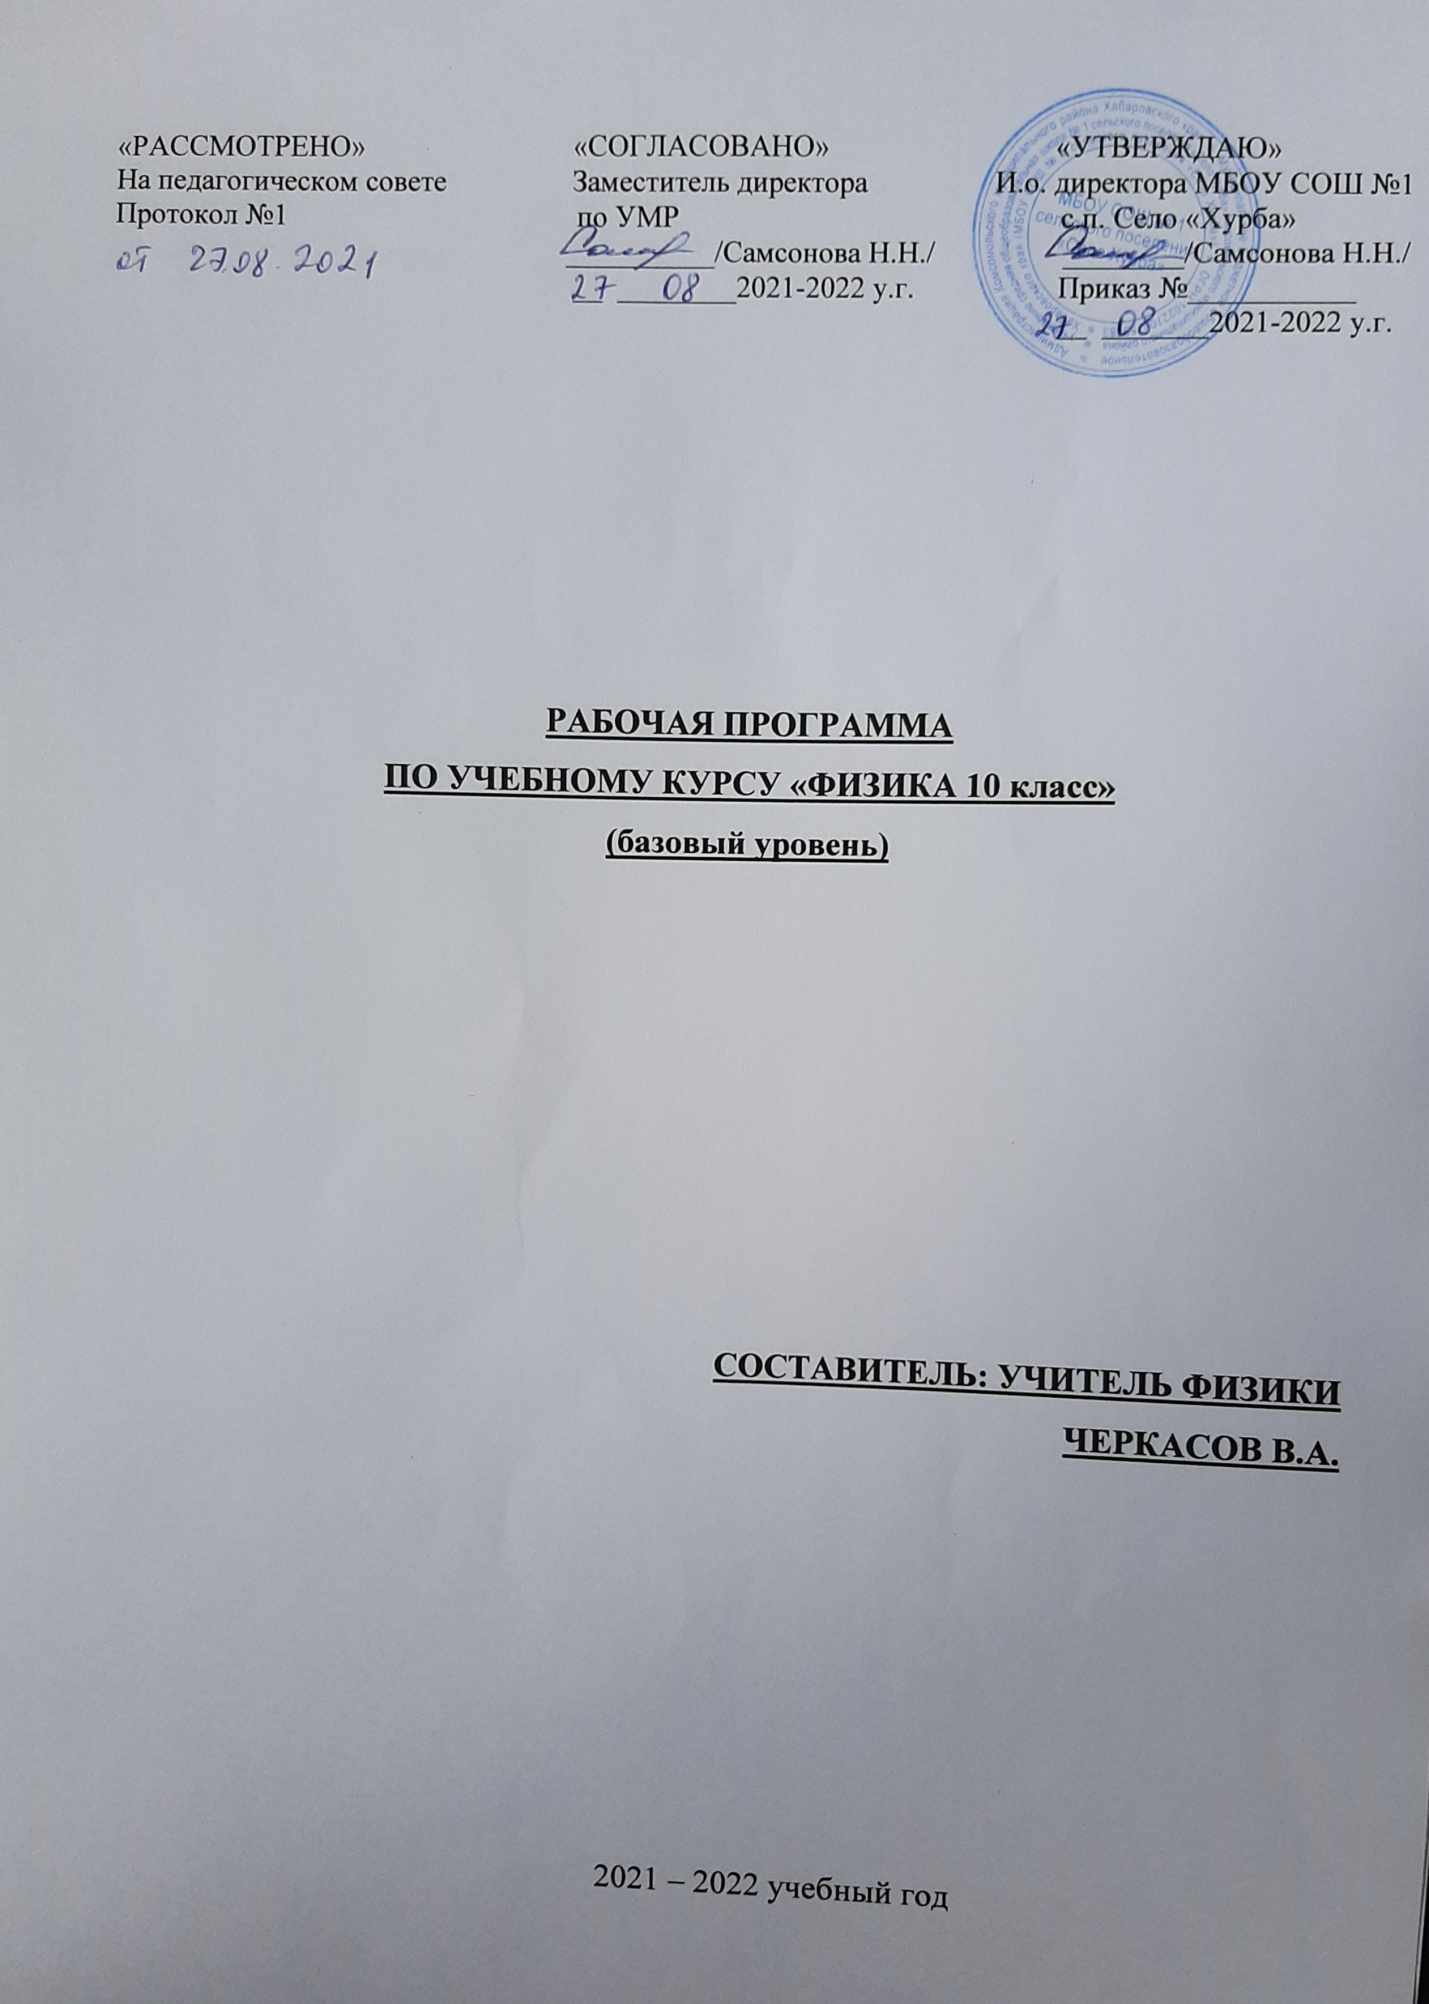 «РАССМОТРЕНО»
На педагогическом совете
Протокол №1
от 27.08.2021
«СОГЛАСОВАНО»
Заместитель директора
по УМР
/Самсонова Н.Н./
27 08 2021-2022 у.г.
«УТВЕРЖДАЮ»
И.о. директора МБОУ СОШ №1
с.п. Село «Хурба»
/Самсонова Н.Н./
Приказ №
27 08 2021-2022 у.г.
РАБОЧАЯ ПРОГРАММА
ПО УЧЕБНОМУ КУРСУ «ФИЗИКА 10 класс»
(базовый уровень)
СОСТАВИТЕЛЬ: УЧИТЕЛЬ ФИЗИКИ
ЧЕРКАСОВ В.А.
2021 – 2022 учебный год